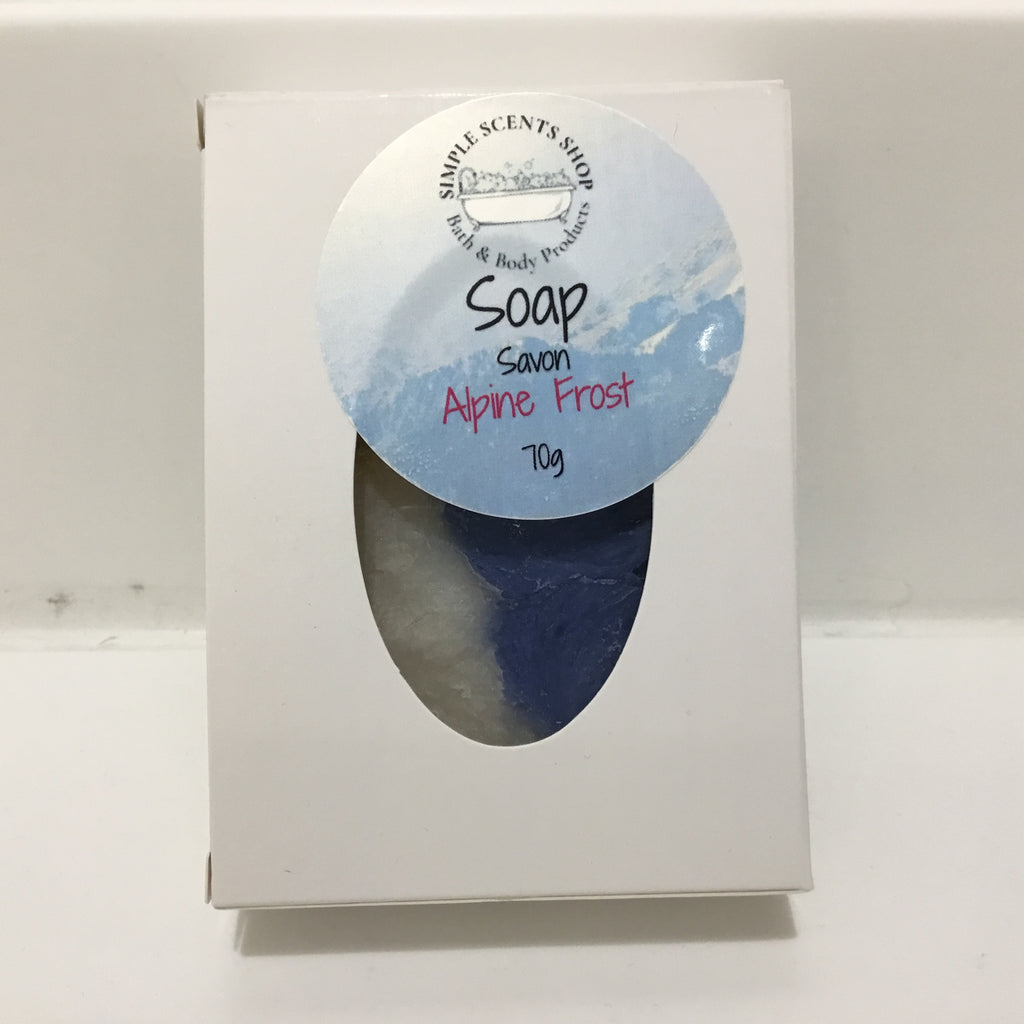 SIMPLE SCENTS SHOP
Bath & Body Products
Soap
Savon
Alpine Frost
70g